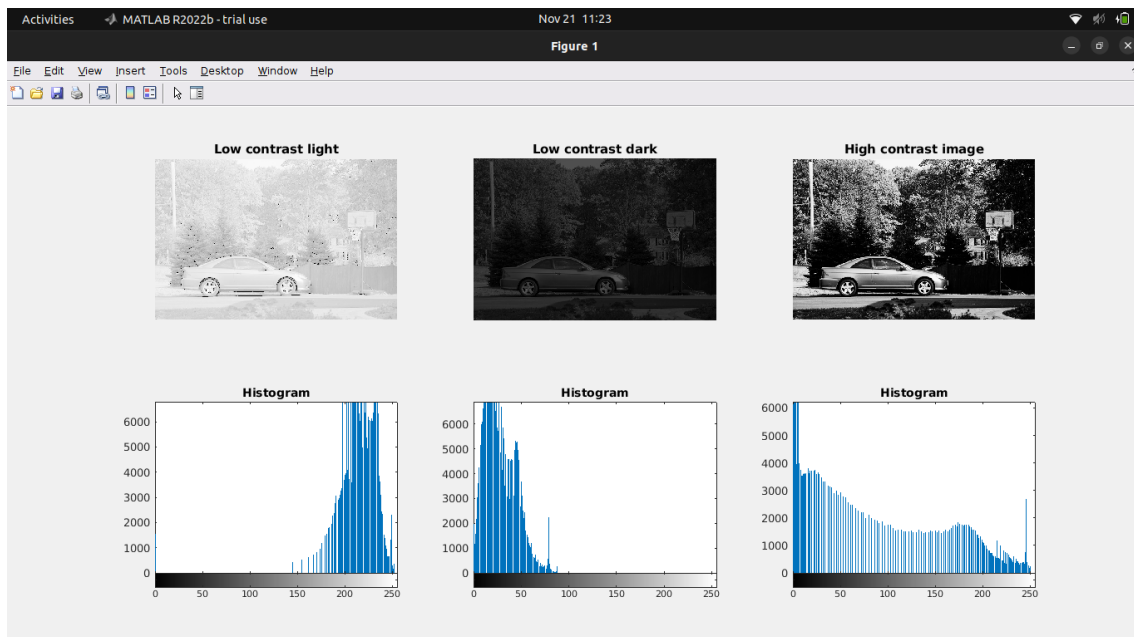 Activities MATLAB R2022b - trial use Nov 21 11:23
Figure 1
File Edit View Insert Tools Desktop Window Help
Low contrast light Low contrast dark High contrast image
Histogram Histogram Histogram
6000 6000 6000
5000 5000 5000
4000 4000 4000
3000 3000 3000
2000 2000 2000
1000 1000 1000
0 0 0
0 50 100 150 200 250 0 50 100 150 200 250 0 50 100 150 200 250